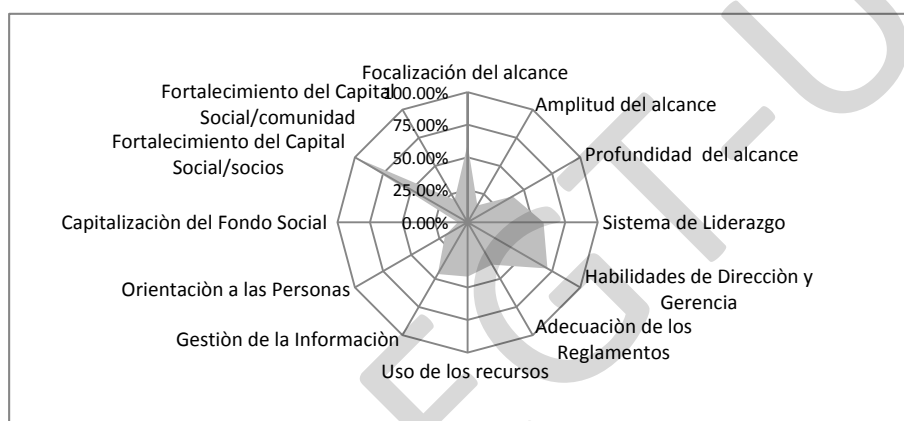 Focalización del alcance
Fortalecimiento del Capital
Social/comunidad
100.00%
Amplitud del alcance
75.00%
Fortalecimiento del Capital
Social/socios
Profundidad del alcance
50.00%
25.00%
Capitalizaciòn del Fondo Social
0.00%
Sistema de Liderazgo
Orientaciòn a las Personas
Habilidades de Direcciòn y
Gerencia
Gestiòn de la Informaciòn
Adecuaciòn de los
Reglamentos
Uso de los recursos